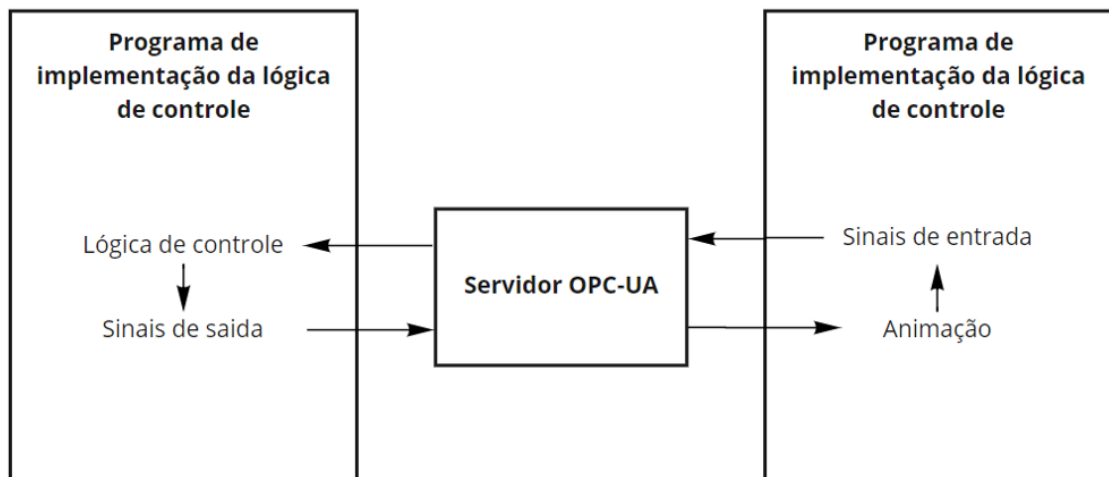 Programa de
implementação da lógica
de controle
Lógica de controle
Sinais de saida
Servidor OPC-UA
Programa de
implementação da lógica
de controle
Sinais de entrada
Animação